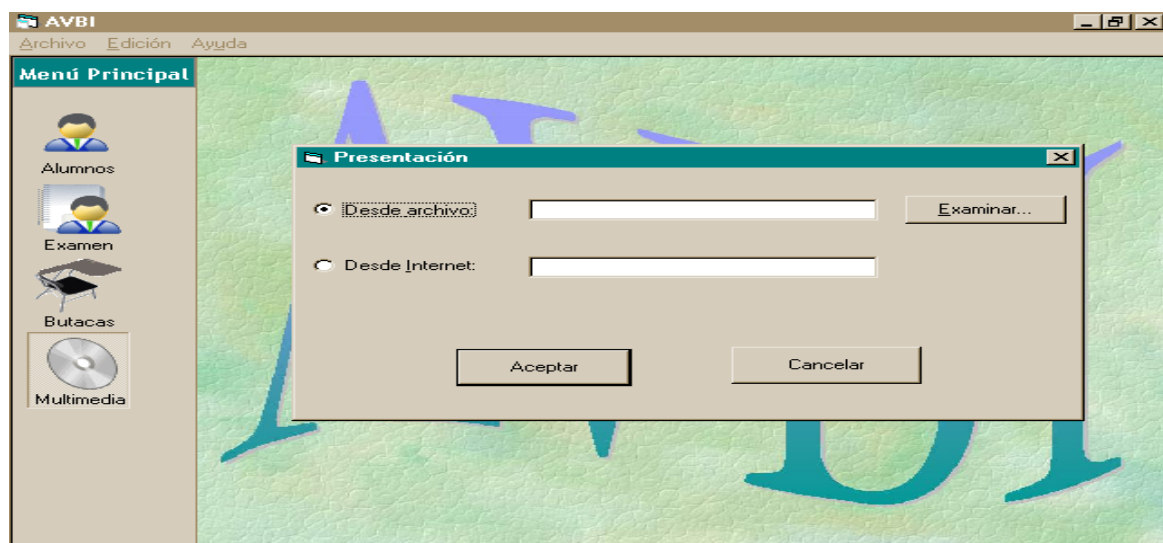 AVBI
Archivo Edición Ayuda
Menú Principal
Alumnos
Examen
Butacas
Multimedia
Presentación
Desde archivo:
Examinar...
Desde Internet:
Aceptar Cancelar